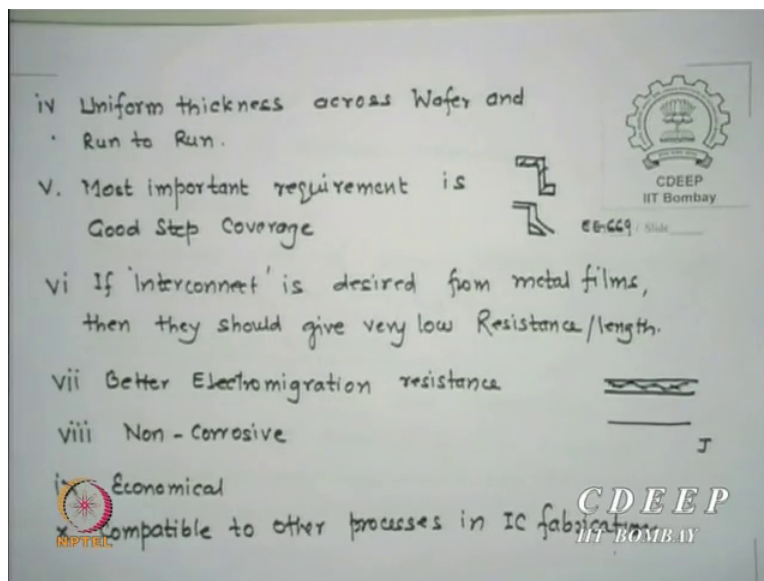 iv Uniform thickness across Wafer and
Run to Run.
v. Most important requirement is
Good Step Coverage
CDEEP
IIT Bombay
EE-669 / Slide
vi If 'Interconnect' is desired from metal films,
then they should give very low Resistance/length.
vii Better Electromigration resistance
viii Non-Corrosive
J
ix Economical
x Compatible to other processes in IC fabrication
NPTEL
CDEEP
IIT BOMBAY